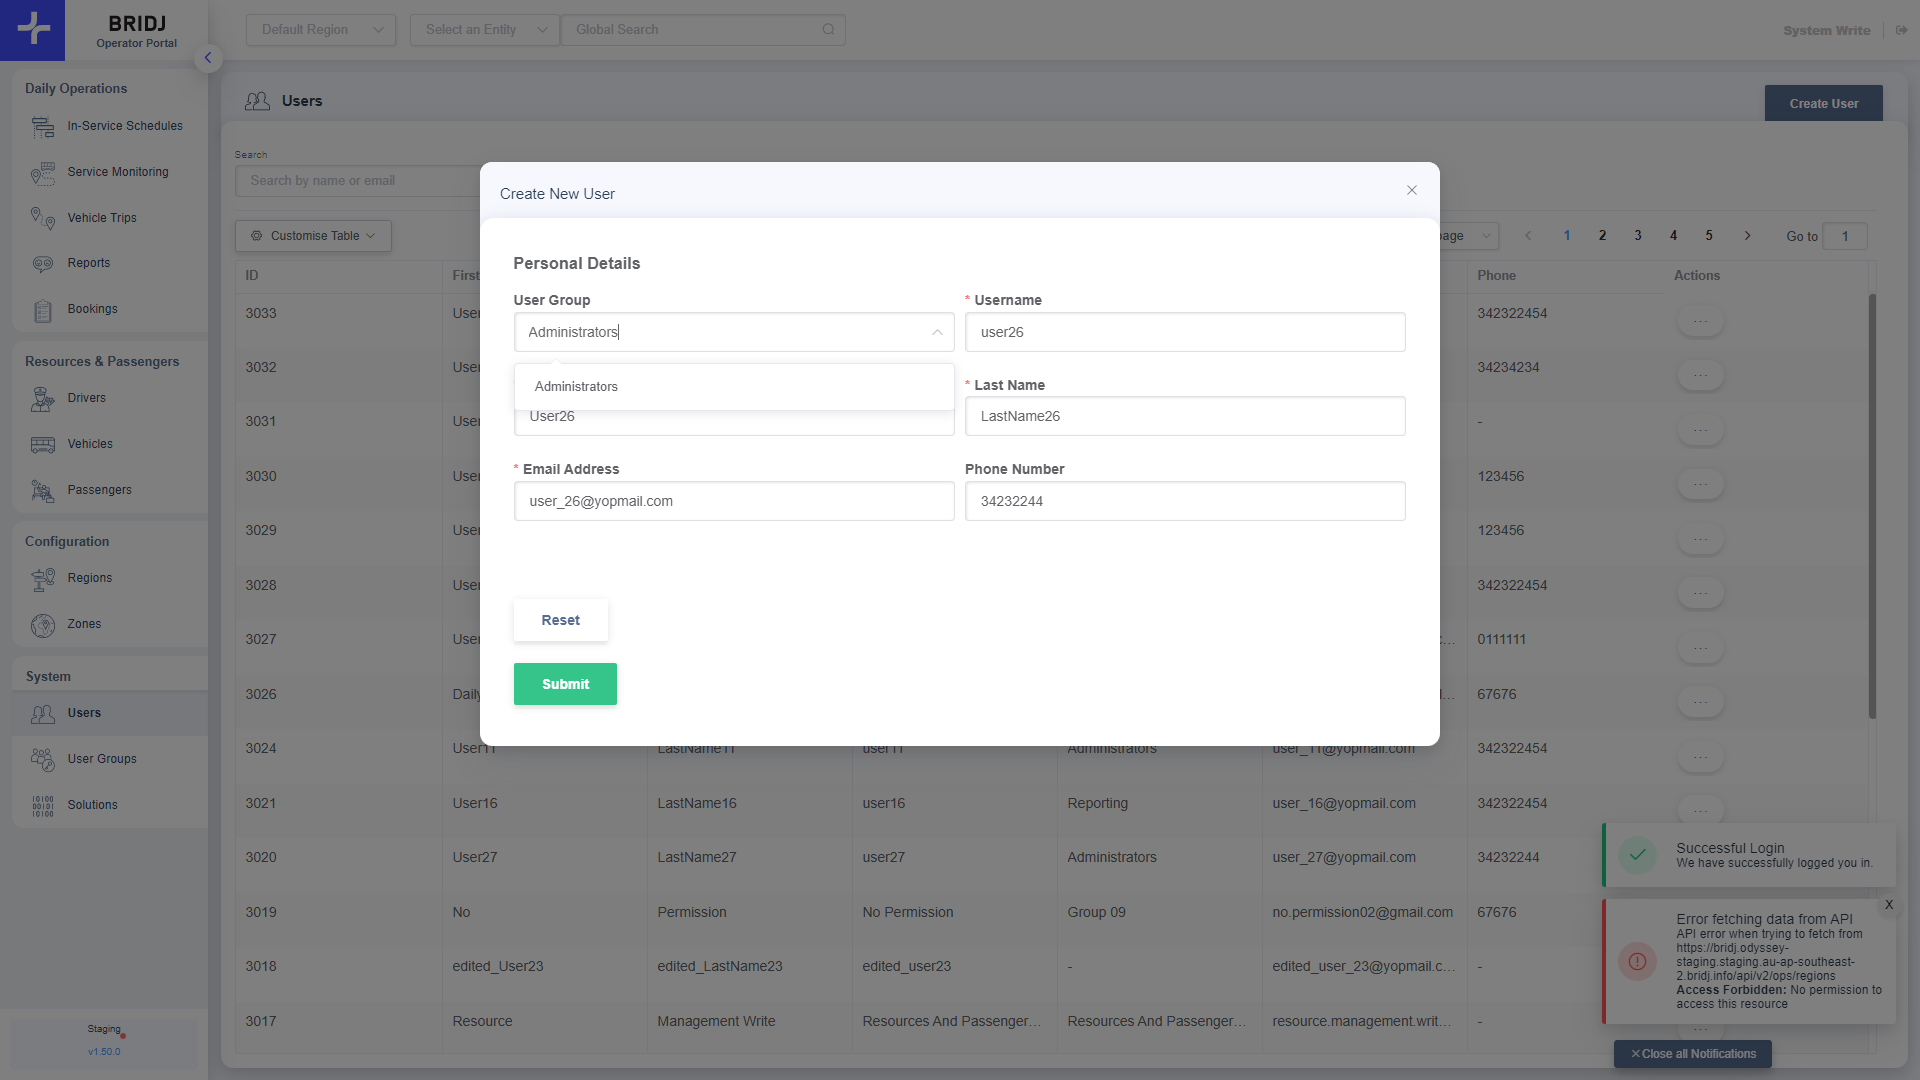 BRIDJ
Operator Portal
Default Region
Select an Entity
Global Search
System Write
Daily Operations
In-Service Schedules
Service Monitoring
Vehicle Trips
Reports
Bookings
Resources & Passengers
Drivers
Vehicles
Passengers
Configuration
Regions
Zones
System
Users
User Groups
Solutions
Staging
v1.50.0
Users
Create User
Search
Search by name or email
Customise Table
1
2
3
4
5
Go to
1
ID
First
Phone
Actions
3033
User
342322454
...
3032
User
34234234
...
3031
User
-
...
3030
User
123456
...
3029
User
123456
...
3028
User
342322454
...
3027
User
0111111
...
3026
Daily
67676
...
3024 User11 LastName11 user11 Administrators user_11@yopmail.com 342322454 ...
3021 User16 LastName16 user16 Reporting user_16@yopmail.com 342322454 ...
3020 User27 LastName27 user27 Administrators user_27@yopmail.com 34232244
3019 No Permission No Permission Group 09 no.permission02@gmail.com 67676
3018 edited_User23 edited_LastName23 edited_user23 - edited_user_23@yopmail.c... -
3017 Resource Management Write Resources And Passenger... Resources And Passenger... resource.management.writ... - ...
Create New User
Personal Details
User Group
Administrators
Administrators
* Username
user26
User26
* Last Name
LastName26
* Email Address
user_26@yopmail.com
Phone Number
34232244
Reset
Submit
Successful Login
We have successfully logged you in.
X
Error fetching data from API
API error when trying to fetch from
https://bridj.odyssey-
staging.staging.au-ap-southeast-
2.bridj.info/api/v2/ops/regions
Access Forbidden: No permission to
access this resource
Close all Notifications